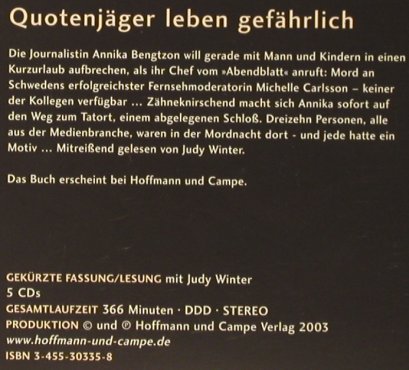 Quotenjäger leben gefährlich
Die Journalistin Annika Bengtzon will gerade mit Mann und Kindern in einen
Kurzurlaub aufbrechen, als ihr Chef vom »Abendblatt« anruft: Mord an
Schwedens erfolgreichster Fernsehmoderatorin Michelle Carlsson – keiner
der Kollegen verfügbar ... Zähneknirschend macht sich Annika sofort auf
den Weg zum Tatort, einem abgelegenen Schloß. Dreizehn Personen, alle
aus der Medienbranche, waren in der Mordnacht dort - und jede hatte ein
Motiv ... Mitreißend gelesen von Judy Winter.
Das Buch erscheint bei Hoffmann und Campe.
GEKÜRZTE FASSUNG/LESUNG mit Judy Winter
5 CDs
GESAMTLAUFZEIT 366 Minuten · DDD · STEREO
PRODUKTION © und ℗ Hoffmann und Campe Verlag 2003
www.hoffmann-und-campe.de
ISBN 3-455-30335-8